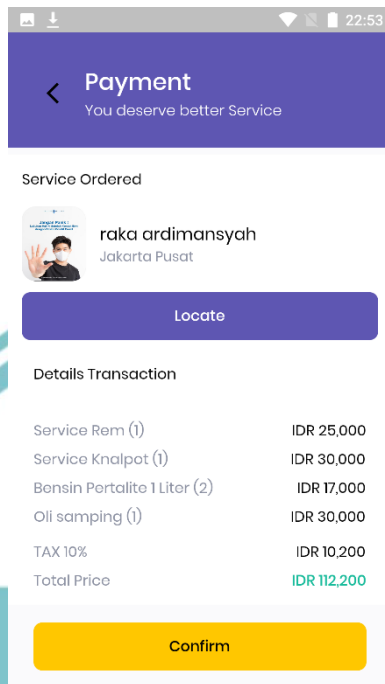 22:53
Payment
You deserve better Service
Service Ordered
raka ardimansyah
Jakarta Pusat
Locate
Details Transaction
Service Rem (1) IDR 25,000
Service Knalpot (1) IDR 30,000
Bensin Pertalite 1 Liter (2) IDR 17,000
Oli samping (1) IDR 30,000
TAX 10% IDR 10,200
Total Price IDR 112,200
Confirm